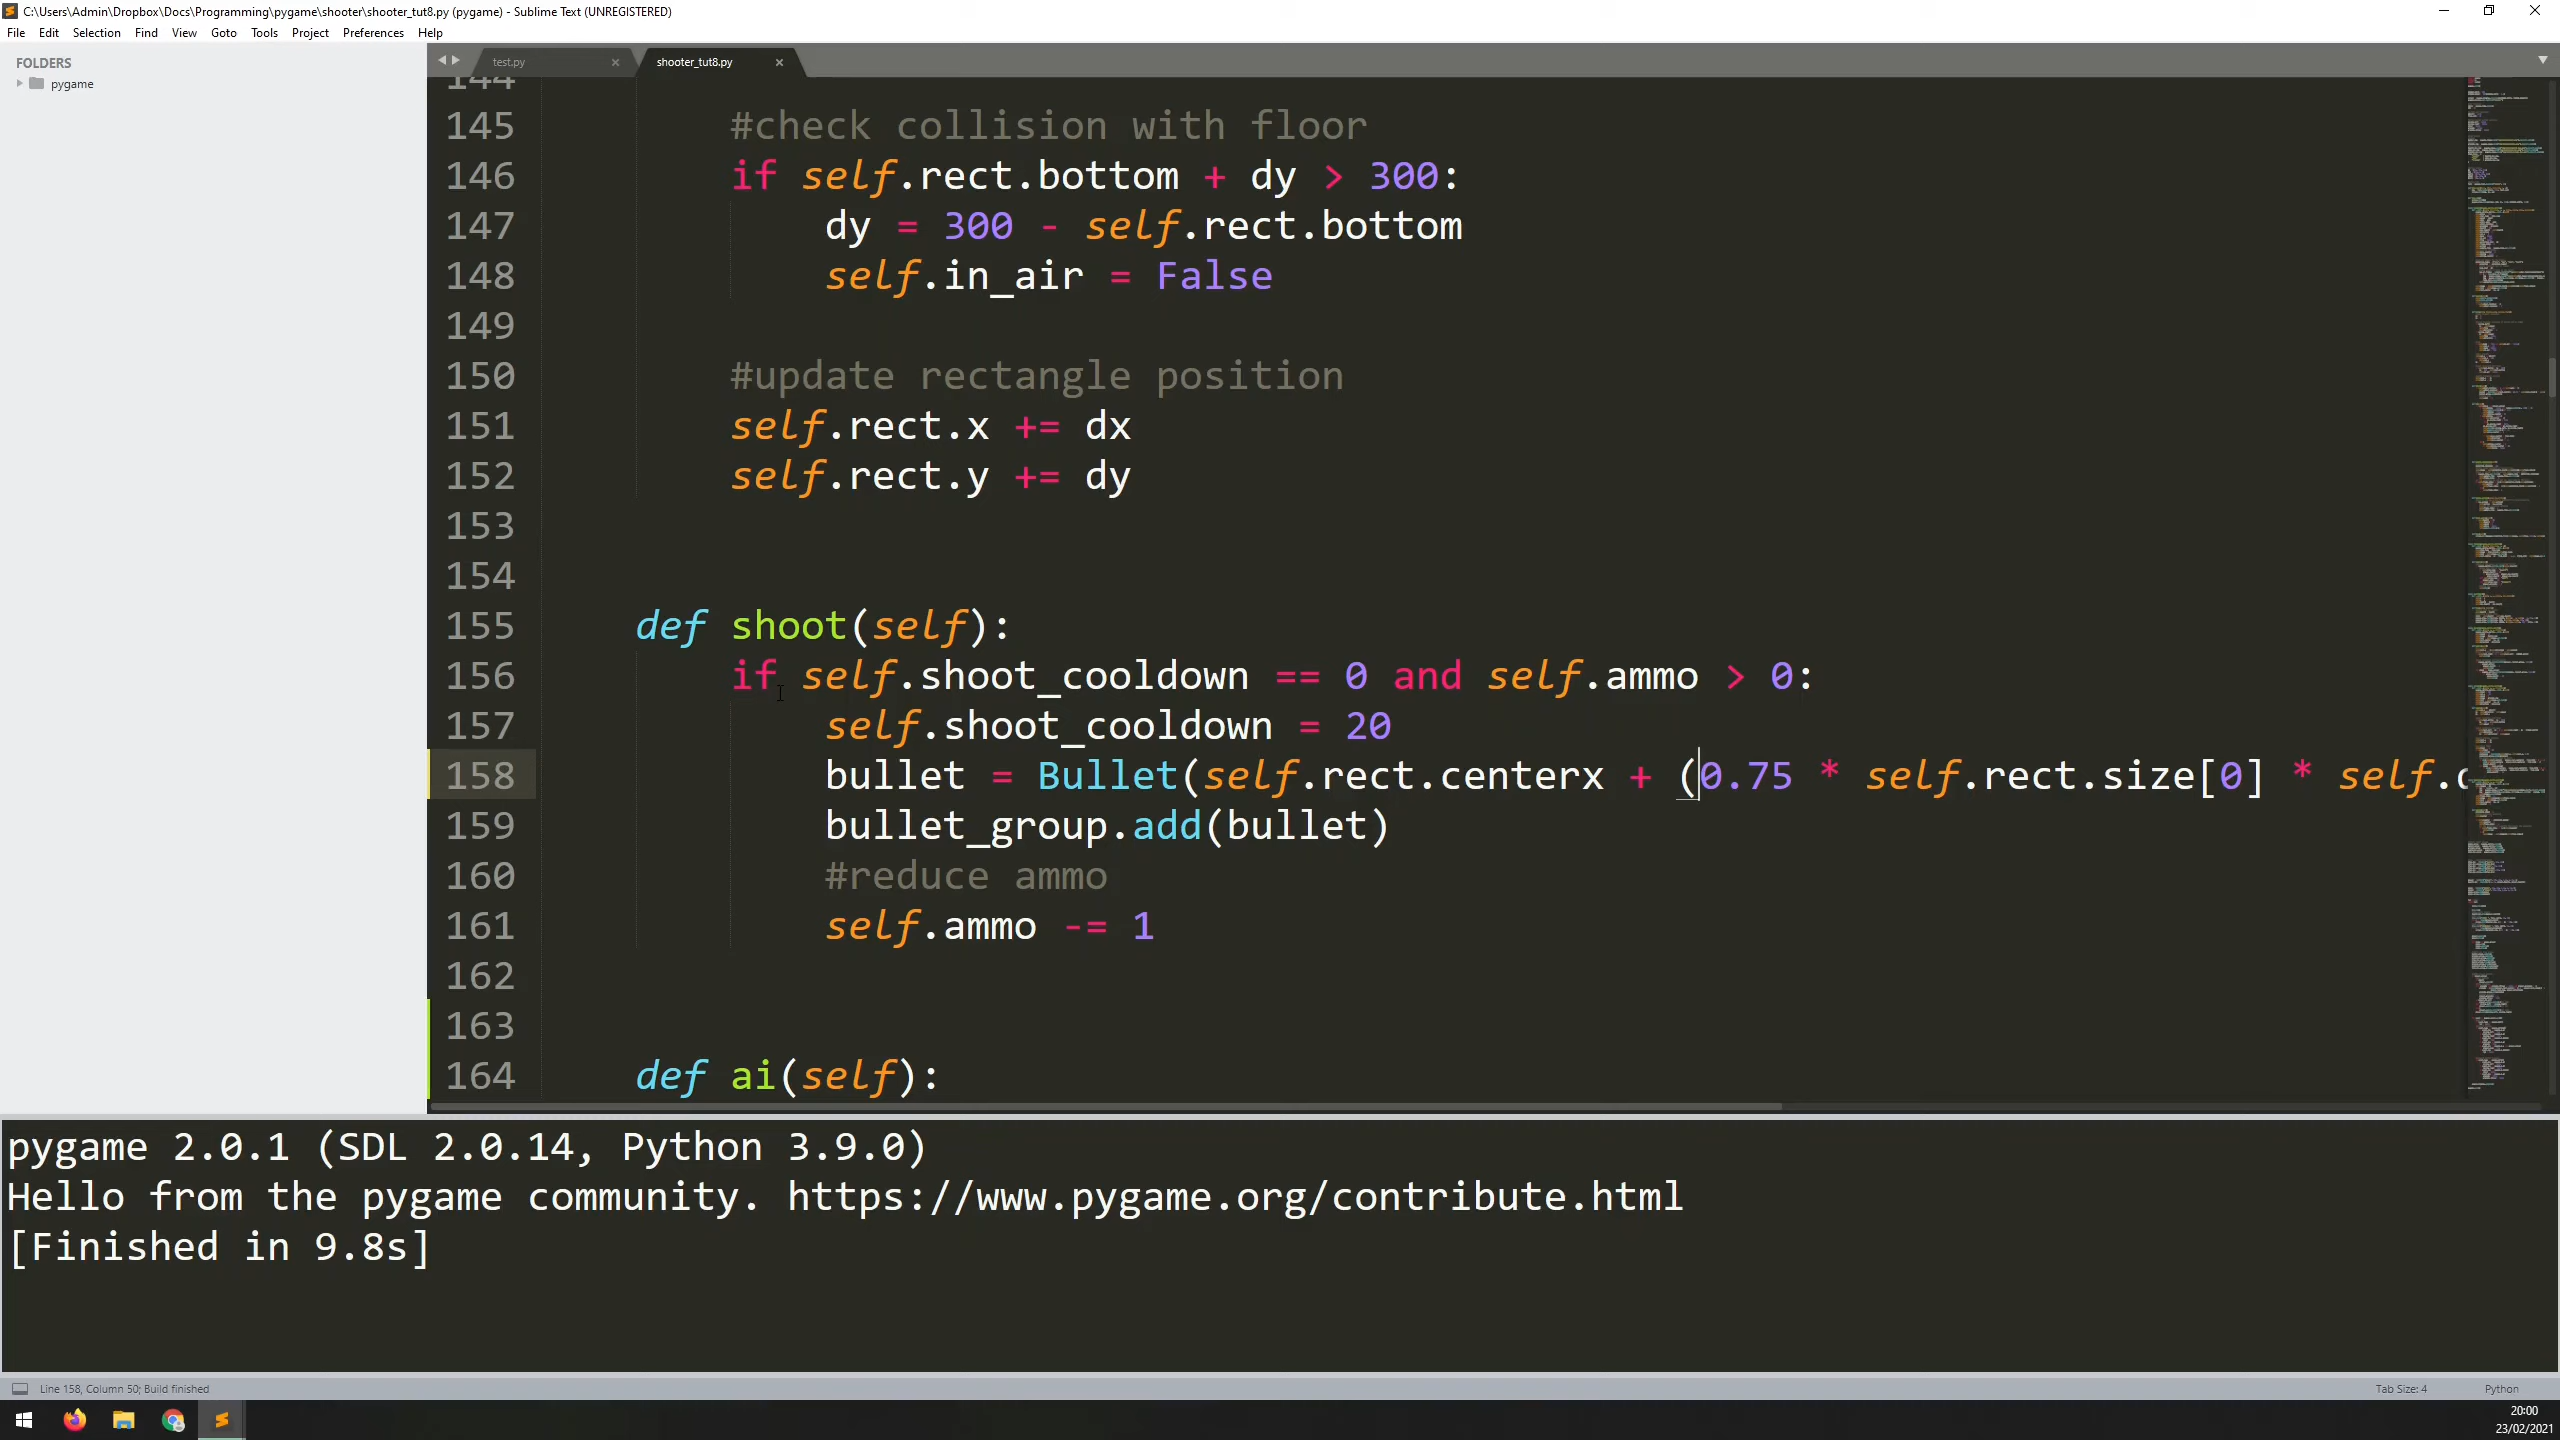 C:\Users\Admin\Dropbox\Docs\Programming\pygame\shooter\shooter_tut8.py (pygame) - Sublime Text (UNREGISTERED)
File Edit Selection Find View Goto Tools Project Preferences Help
FOLDERS
pygame
test.py
shooter_tut8.py
144
145 #check collision with floor
146 if self.rect.bottom + dy > 300:
147 dy = 300 - self.rect.bottom
148 self.in_air = False
149
150 #update rectangle position
151 self.rect.x += dx
152 self.rect.y += dy
153
154
155 def shoot(self):
156 if self.shoot_cooldown == 0 and self.ammo > 0:
157 self.shoot_cooldown = 20
158 bullet = Bullet(self.rect.centerx + (0.75 * self.rect.size[0] * self.
159 bullet_group.add(bullet)
160 #reduce ammo
161 self.ammo -= 1
162
163
164 def ai(self):
pygame 2.0.1 (SDL 2.0.14, Python 3.9.0)
Hello from the pygame community. https://www.pygame.org/contribute.html
[Finished in 9.8s]
Line 158, Column 50; Build finished
Tab Size: 4
Python
20:00
23/02/2021